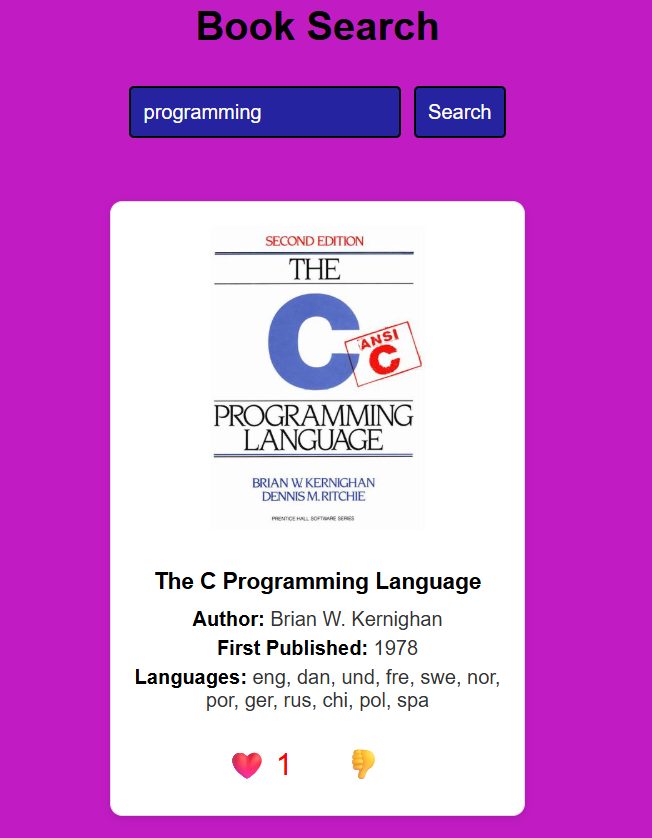 Book Search
programming
Search
SECOND EDITION
THE
C
ANSI
C
PROGRAMMING
LANGUAGE
BRIAN W. KERNIGHAN
DENNIS M. RITCHIE
PRENTICE HALL SOFTWARE SERIES
The C Programming Language
Author: Brian W. Kernighan
First Published: 1978
Languages: eng, dan, und, fre, swe, nor,
por, ger, rus, chi, pol, spa
1